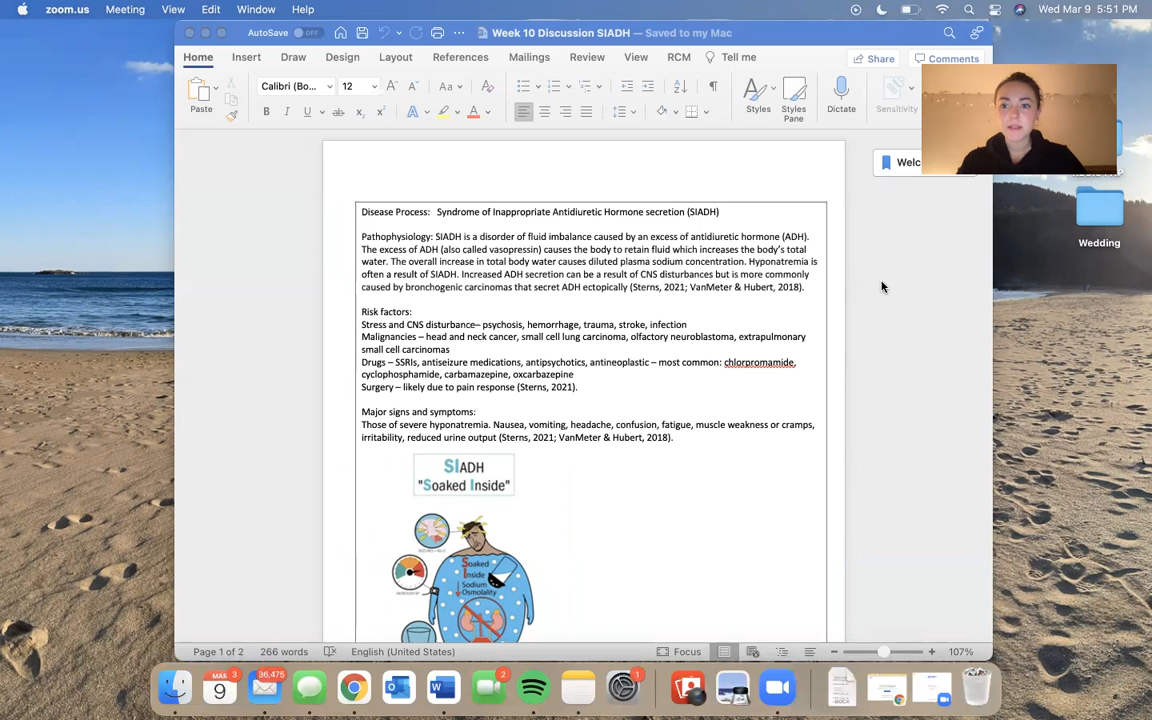 zoom.us Meeting View Edit Window Help Wed Mar 9 5:51 PM
AutoSave OFF Week 10 Discussion SIADH — Saved to my Mac
Home Insert Draw Design Layout References Mailings Review View RCM Tell me Share Comments
Calibri (Bo... 12 Aa
Paste B I U ab x₂ x² A A Styles Styles Pane Dictate Sensitivity
Welc
Disease Process: Syndrome of Inappropriate Antidiuretic Hormone secretion (SIADH)
Pathophysiology: SIADH is a disorder of fluid imbalance caused by an excess of antidiuretic hormone (ADH).
The excess of ADH (also called vasopressin) causes the body to retain fluid which increases the body's total
water. The overall increase in total body water causes diluted plasma sodium concentration. Hyponatremia is
often a result of SIADH. Increased ADH secretion can be a result of CNS disturbances but is more commonly
caused by bronchogenic carcinomas that secret ADH ectopically (Sterns, 2021; VanMeter & Hubert, 2018).
Risk factors:
Stress and CNS disturbance– psychosis, hemorrhage, trauma, stroke, infection
Malignancies – head and neck cancer, small cell lung carcinoma, olfactory neuroblastoma, extrapulmonary
small cell carcinomas
Drugs – SSRIs, antiseizure medications, antipsychotics, antineoplastic – most common: chlorpromamide,
cyclophosphamide, carbamazepine, oxcarbazepine
Surgery – likely due to pain response (Sterns, 2021).
Major signs and symptoms:
Those of severe hyponatremia. Nausea, vomiting, headache, confusion, fatigue, muscle weakness or cramps,
irritability, reduced urine output (Sterns, 2021; VanMeter & Hubert, 2018).
SIADH
"Soaked Inside"
Soaked
Inside
Sodium
Osmolality
Wedding
Page 1 of 2 266 words English (United States) Focus 107%
MAR 9 3 36,475 2 1